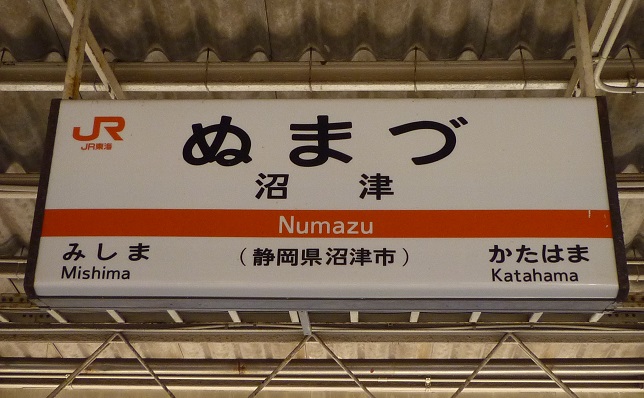 JR
JR東海
ぬまづ
沼津
Numazu
みしま
Mishima
（静岡県沼津市）
かたはま
Katahama